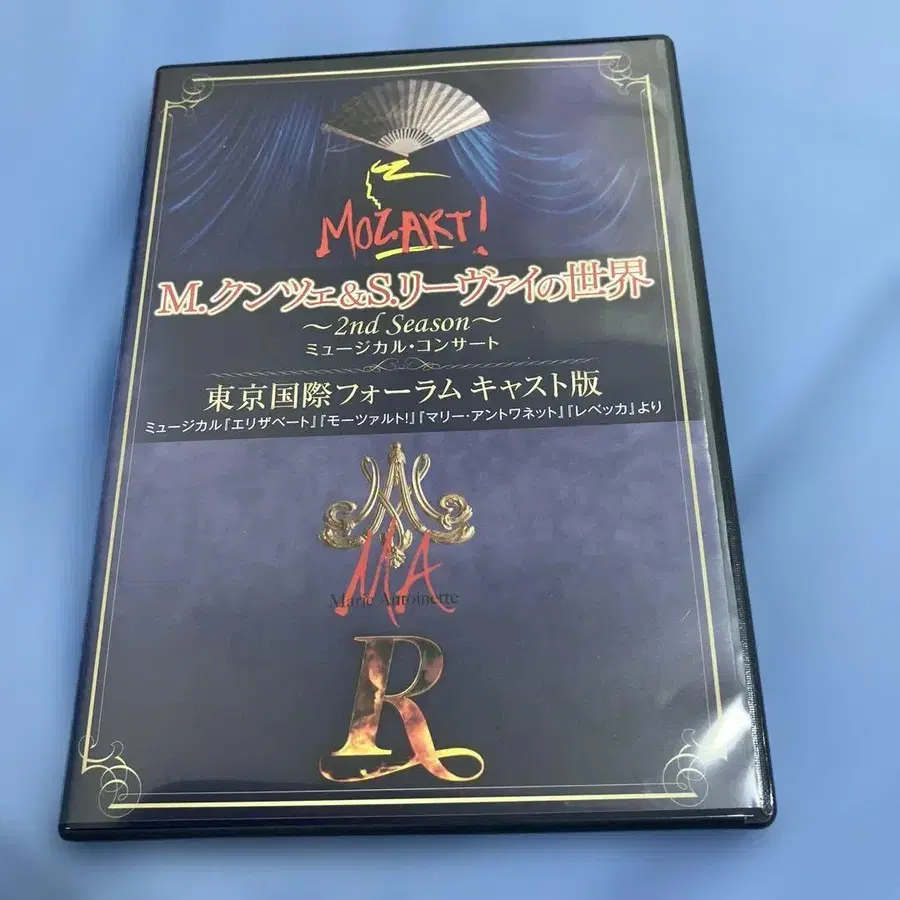 MOZART!
M.クンツェ&S.リーヴァイの世界
～2nd Season～
ミュージカル・コンサート
東京国際フォーラム キャスト版
ミュージカル『エリザベート』『モーツァルト!』『マリー・アントワネット』『レベッカ』より
MA
Marie Antoinette
R